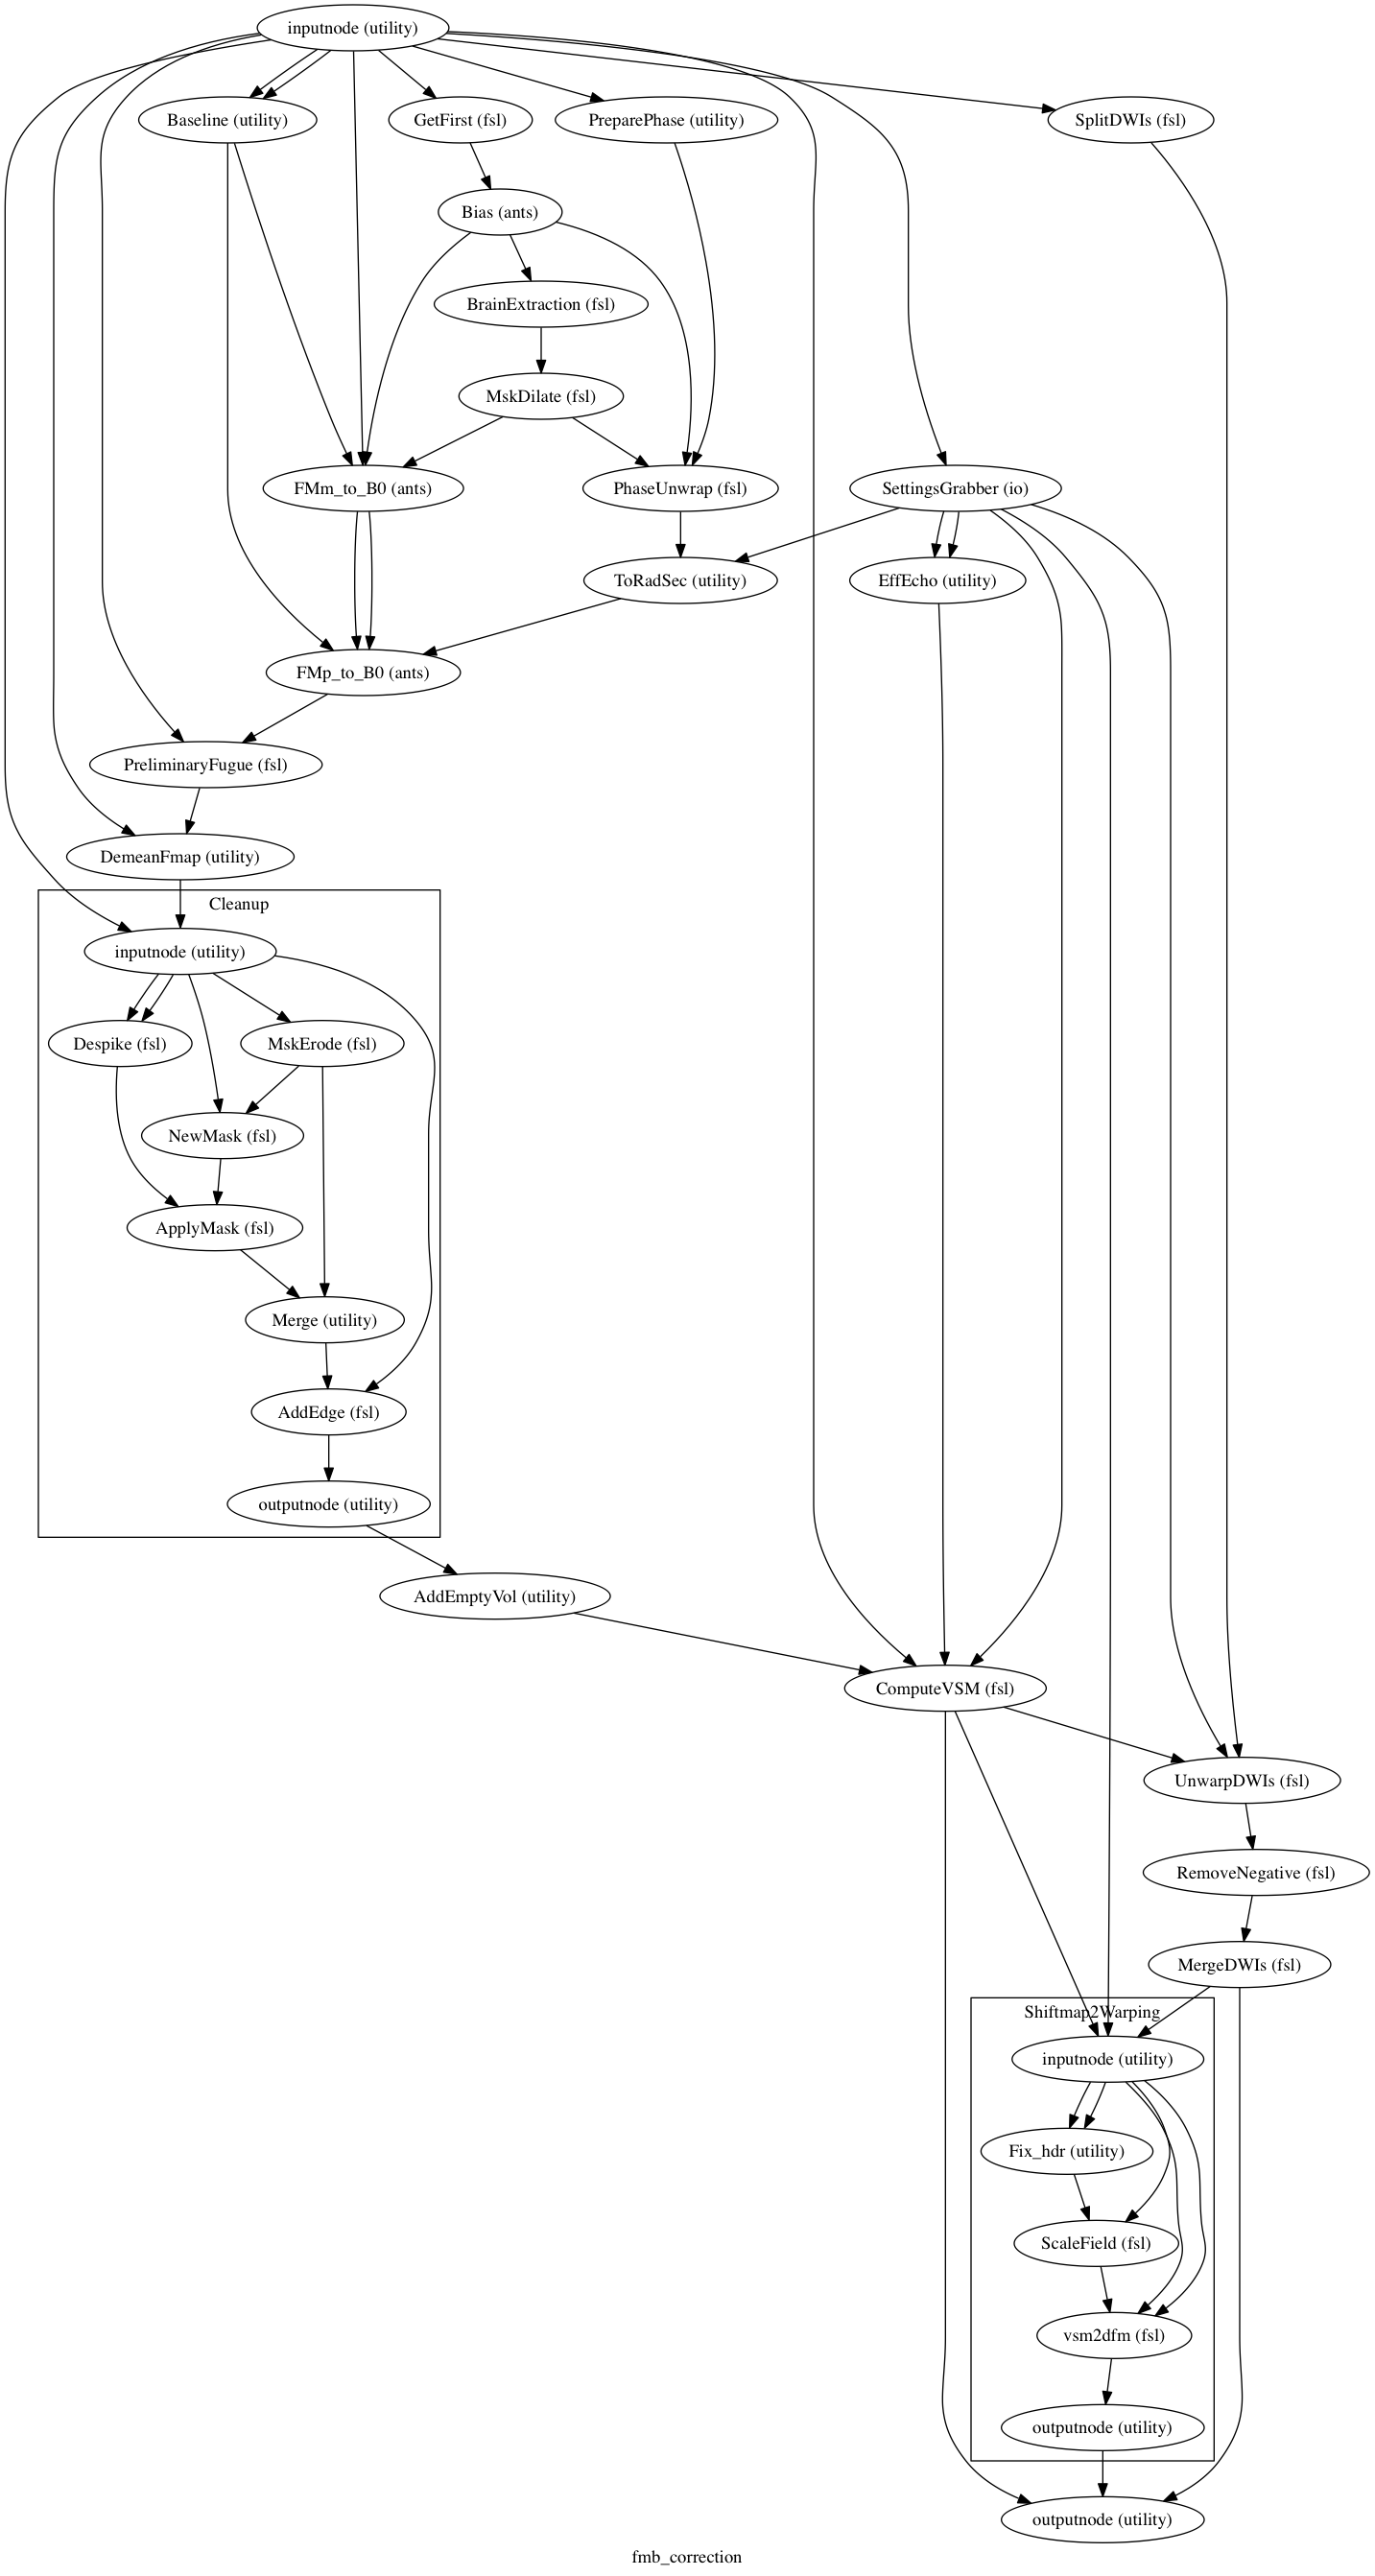 inputnode (utility)
Baseline (utility)
GetFirst (fsl)
PreparePhase (utility)
SplitDWIs (fsl)
Bias (ants)
BrainExtraction (fsl)
MskDilate (fsl)
FMm_to_B0 (ants)
PhaseUnwrap (fsl)
SettingsGrabber (io)
ToRadSec (utility)
EffEcho (utility)
FMp_to_B0 (ants)
PreliminaryFugue (fsl)
DemeanFmap (utility)
Cleanup
inputnode (utility)
Despike (fsl)
MskErode (fsl)
NewMask (fsl)
ApplyMask (fsl)
Merge (utility)
AddEdge (fsl)
outputnode (utility)
AddEmptyVol (utility)
ComputeVSM (fsl)
UnwarpDWIs (fsl)
RemoveNegative (fsl)
MergeDWIs (fsl)
Shiftmap2Warping
inputnode (utility)
Fix_hdr (utility)
ScaleField (fsl)
vsm2dfm (fsl)
outputnode (utility)
outputnode (utility)
fmb_correction